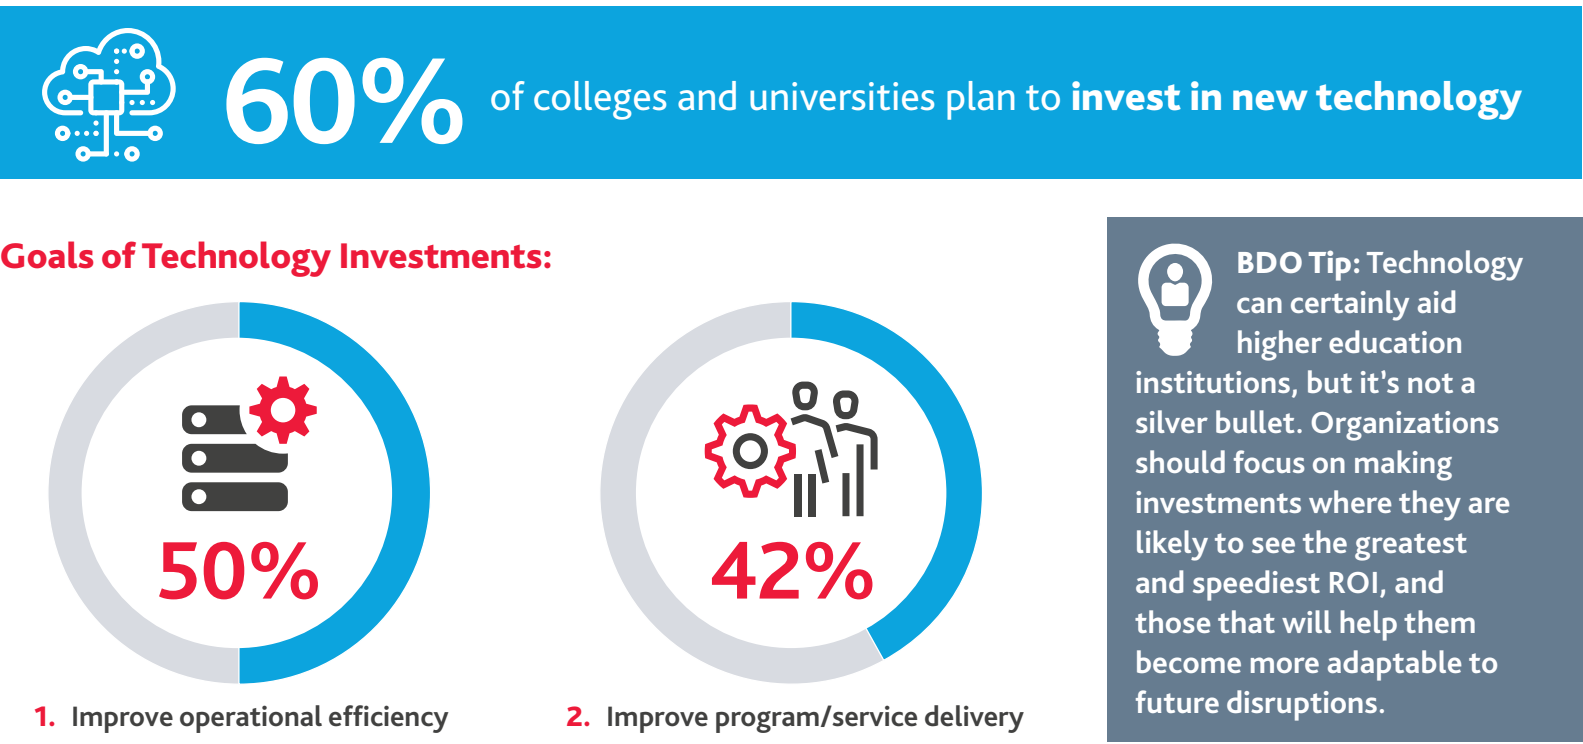 60% of colleges and universities plan to invest in new technology
Goals of Technology Investments:
50%
1. Improve operational efficiency
42%
2. Improve program/service delivery
BDO Tip: Technology
can certainly aid
higher education
institutions, but it's not a
silver bullet. Organizations
should focus on making
investments where they are
likely to see the greatest
and speediest ROI, and
those that will help them
become more adaptable to
future disruptions.